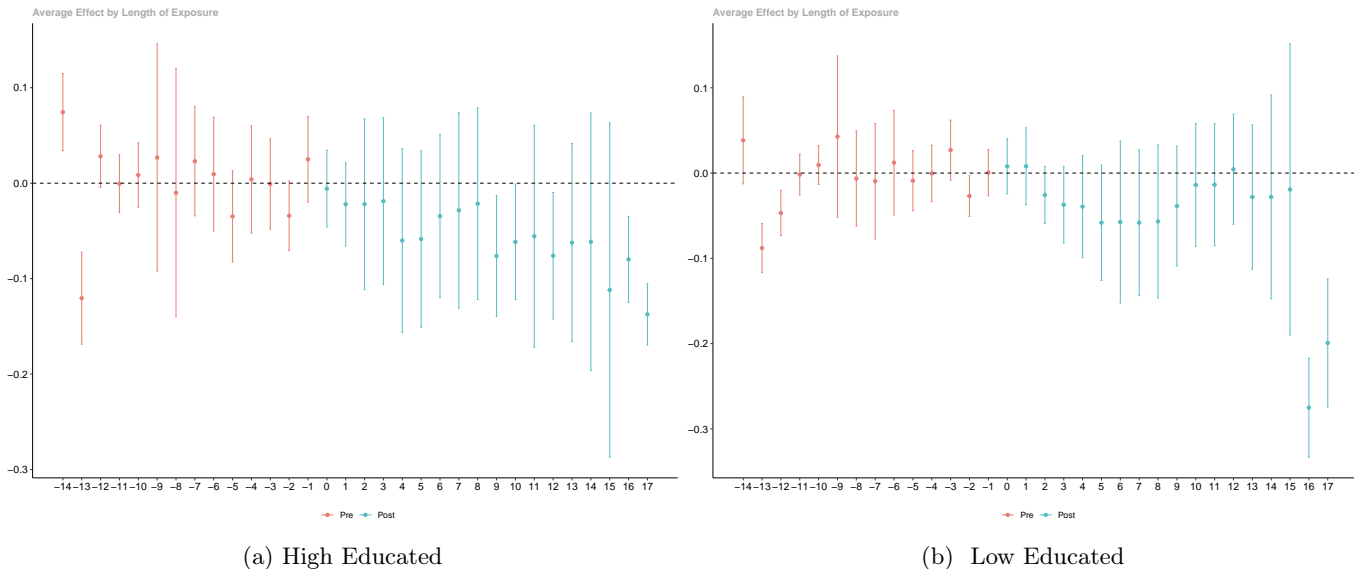 Average Effect by Length of Exposure
0.1
0.0
−0.1
−0.2
−0.3
−14 −13 −12 −11 −10 −9 −8 −7 −6 −5 −4 −3 −2 −1 0 1 2 3 4 5 6 7 8 9 10 11 12 13 14 15 16 17
Pre Post
(a) High Educated
Average Effect by Length of Exposure
0.1
0.0
−0.1
−0.2
−0.3
−14 −13 −12 −11 −10 −9 −8 −7 −6 −5 −4 −3 −2 −1 0 1 2 3 4 5 6 7 8 9 10 11 12 13 14 15 16 17
Pre Post
(b) Low Educated